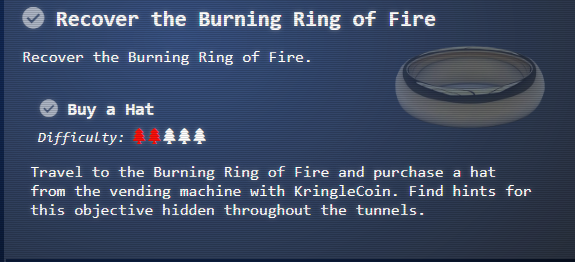 Recover the Burning Ring of Fire
Recover the Burning Ring of Fire.
Buy a Hat
Difficulty:
Travel to the Burning Ring of Fire and purchase a hat
from the vending machine with KringleCoin. Find hints for
this objective hidden throughout the tunnels.